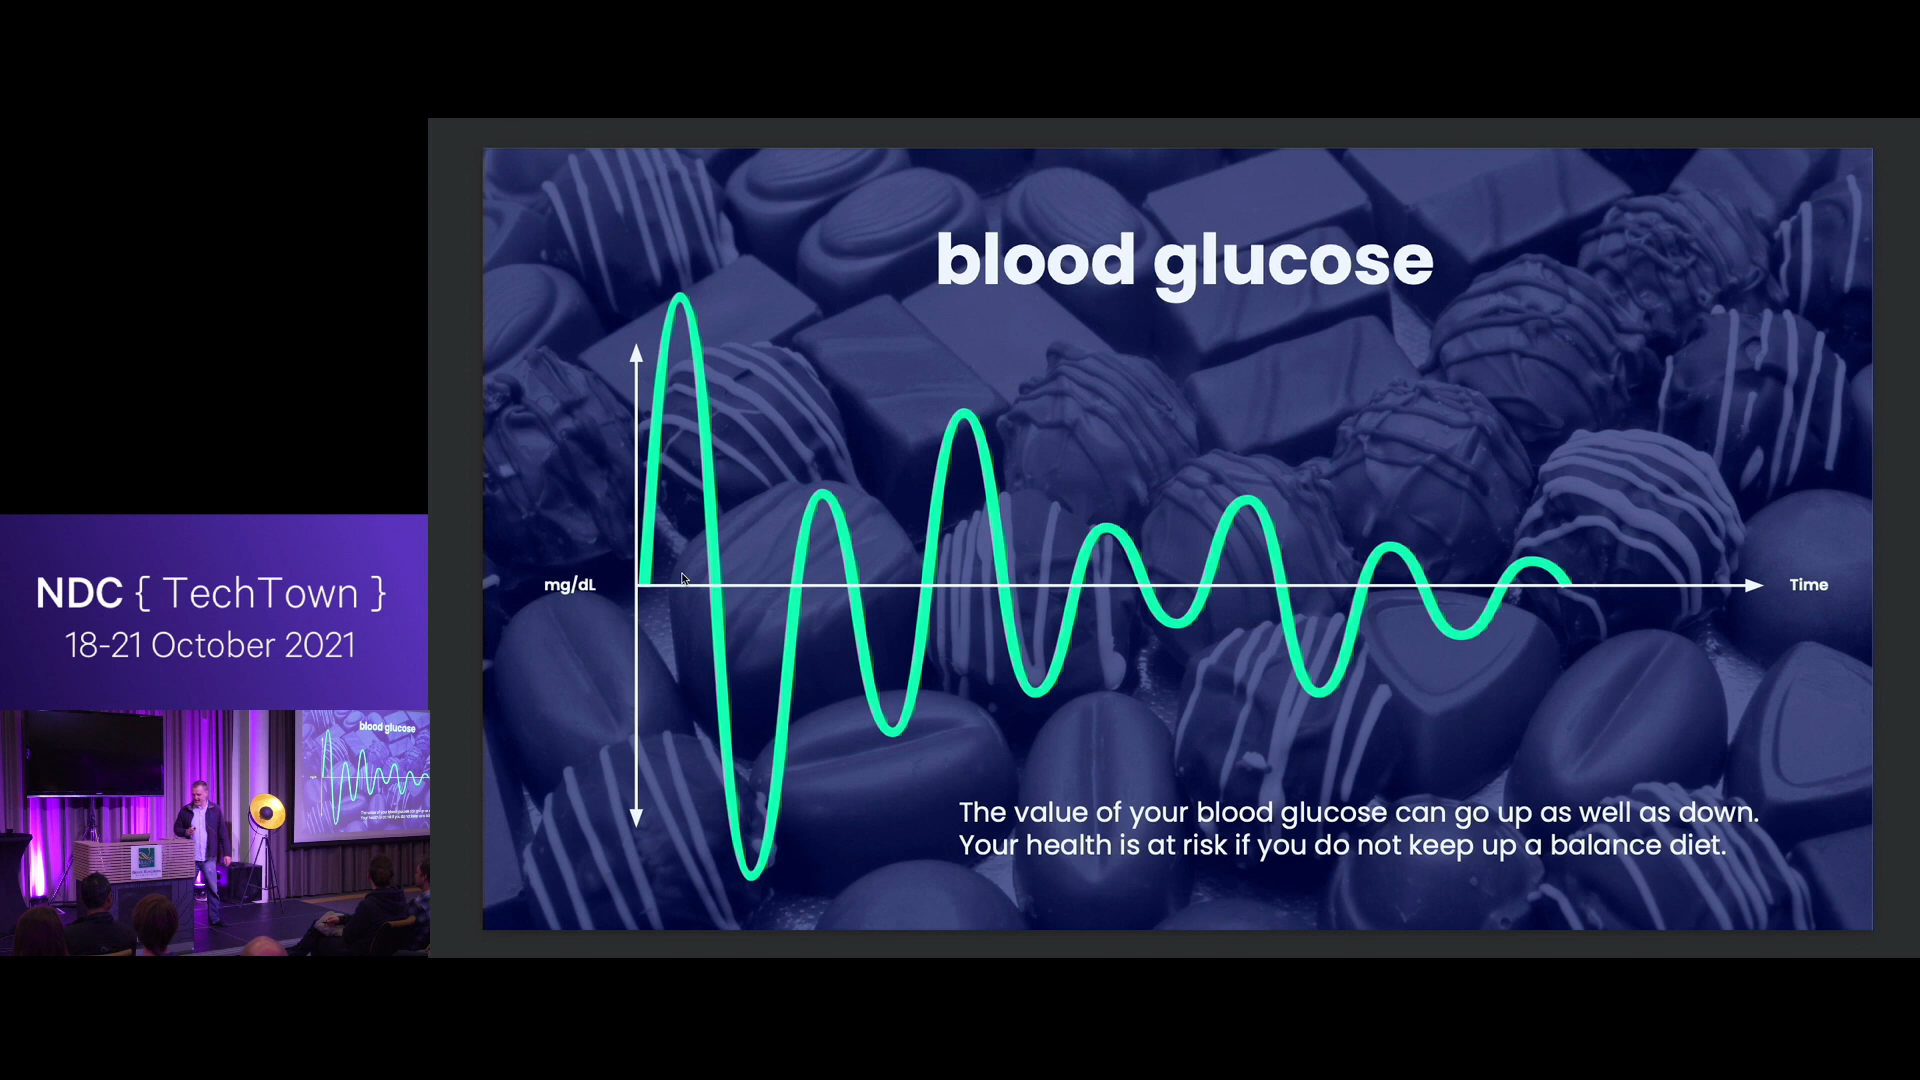 blood glucose
mg/dL
Time
The value of your blood glucose can go up as well as down.
Your health is at risk if you do not keep up a balance diet.
NDC { TechTown }
18-21 October 2021
blood glucose